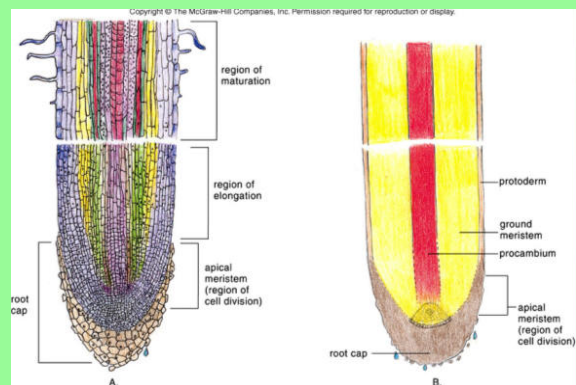 Copyright © The McGraw-Hill Companies, Inc. Permission required for reproduction or display.
region of
maturation
region of
elongation
apical
meristem
(region of
cell division)
root
cap
A.
protoderm
ground
meristem
procambium
apical
meristem
(region of
cell division)
root cap
B.